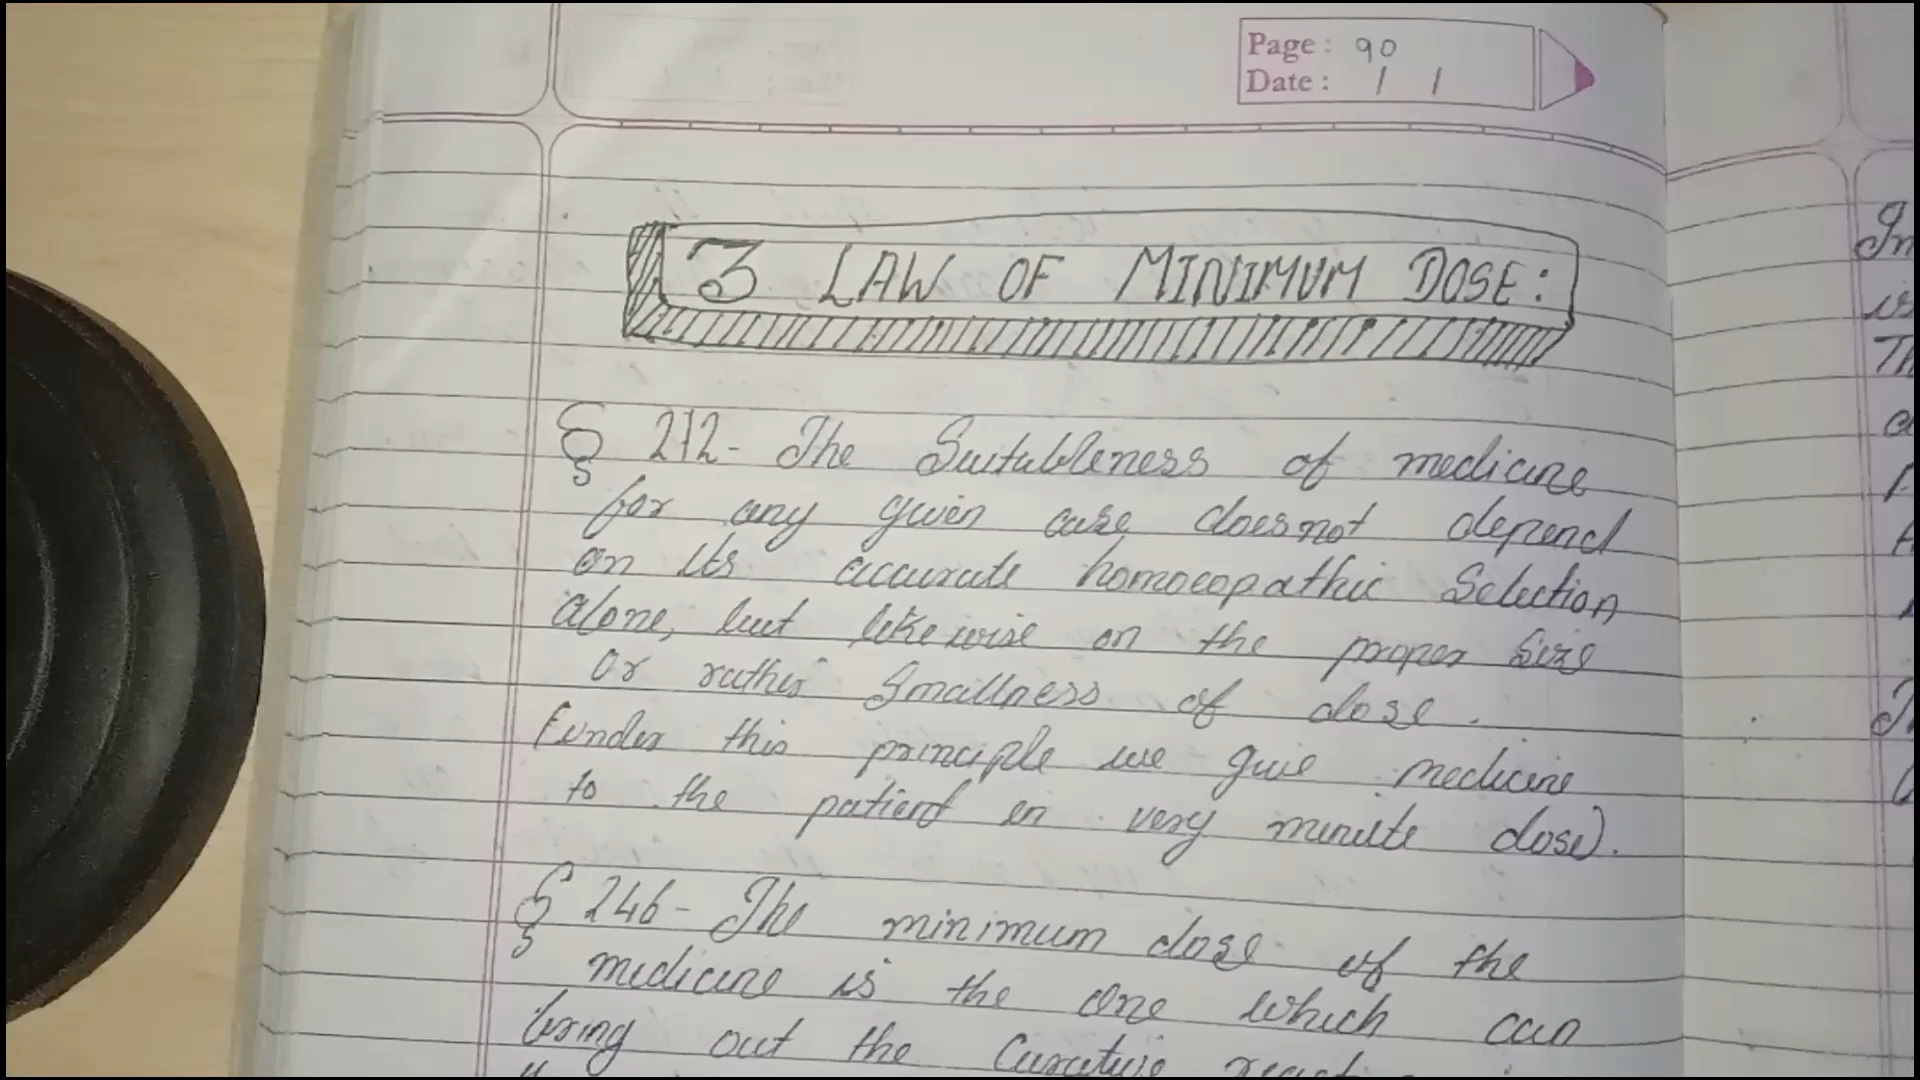 Page : 90
Date : / /
3 LAW OF MINIMUM DOSE:
§ 212- The Suitableness of medicine
for any given case does not depend
on its accurate homoeopathic Selection
alone, but likewise on the proper Size
or rather Smallness of dose.
(under this principle we give medicine
to the patient in very minute dose).
§ 246- The minimum dose of the
medicine is the one which can
bring out the Curative
In
is